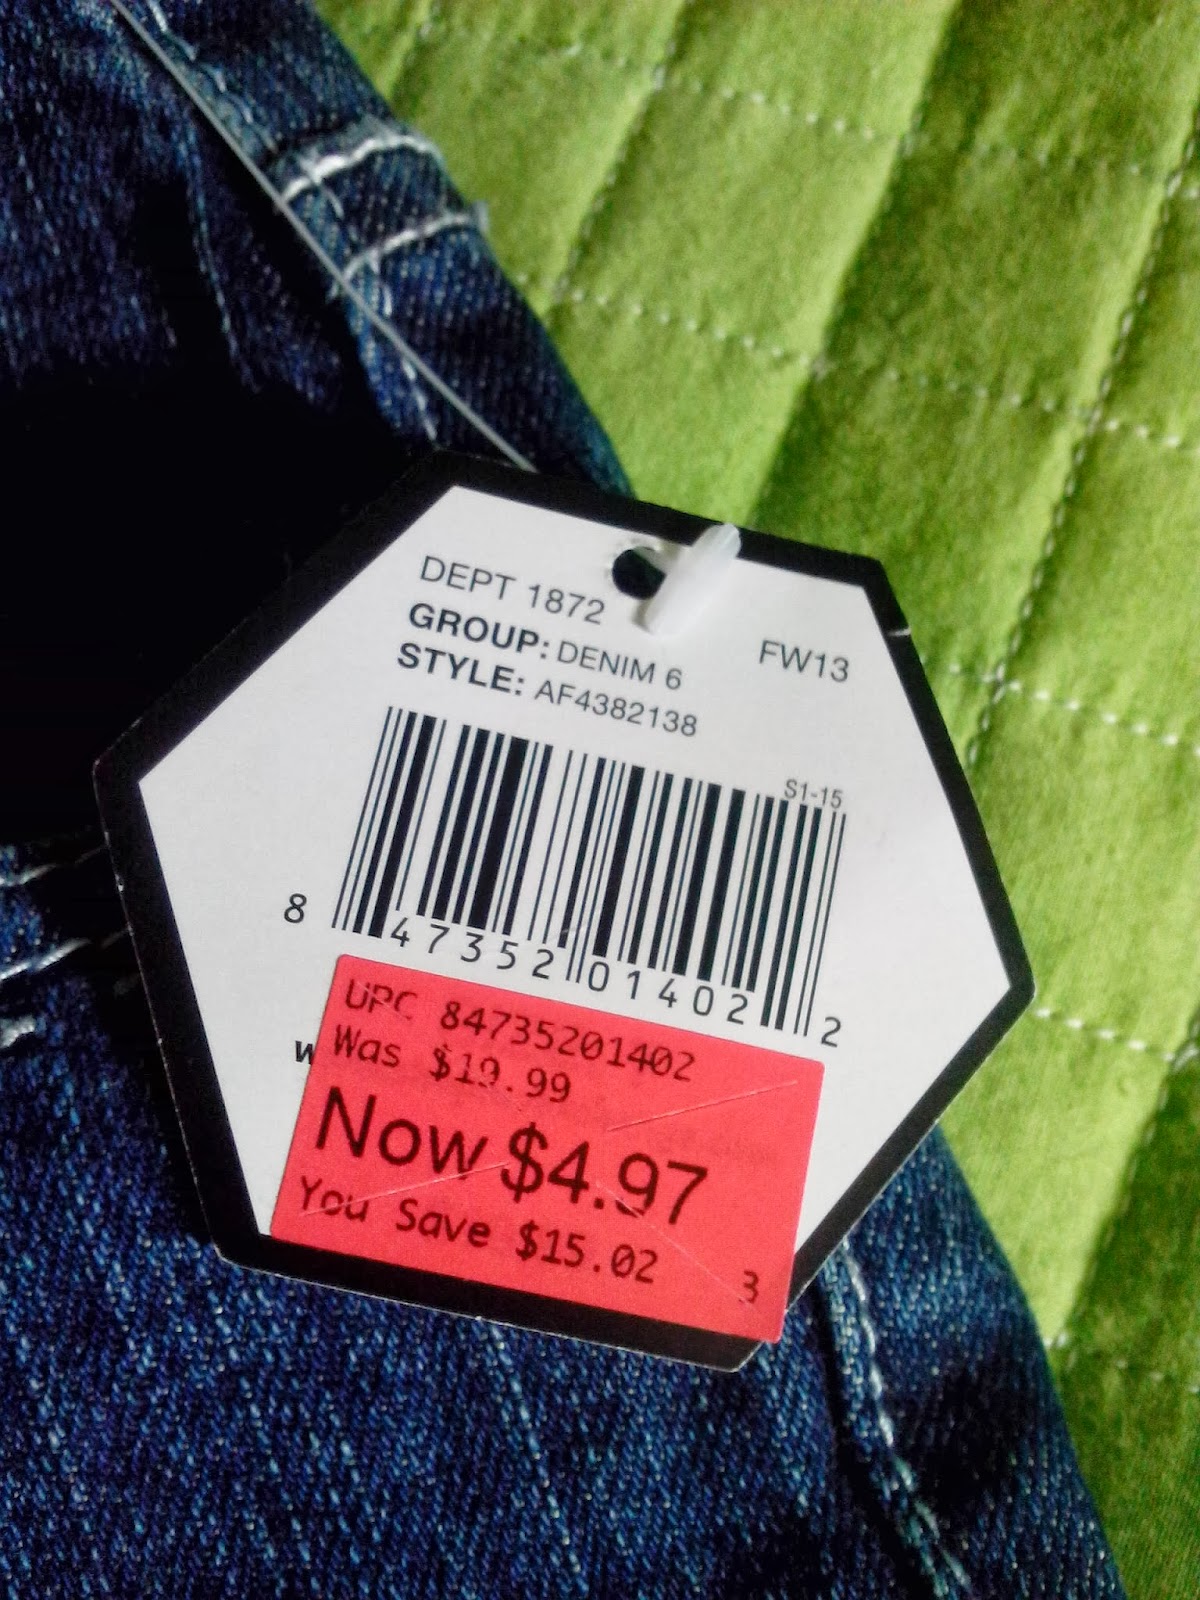 DEPT 1872
GROUP: DENIM 6
FW13
STYLE: AF4382138
S1-15
8 47352 01402 2
w
UPC 84735201402
Was $19.99
Now $4.97
You Save $15.02
3